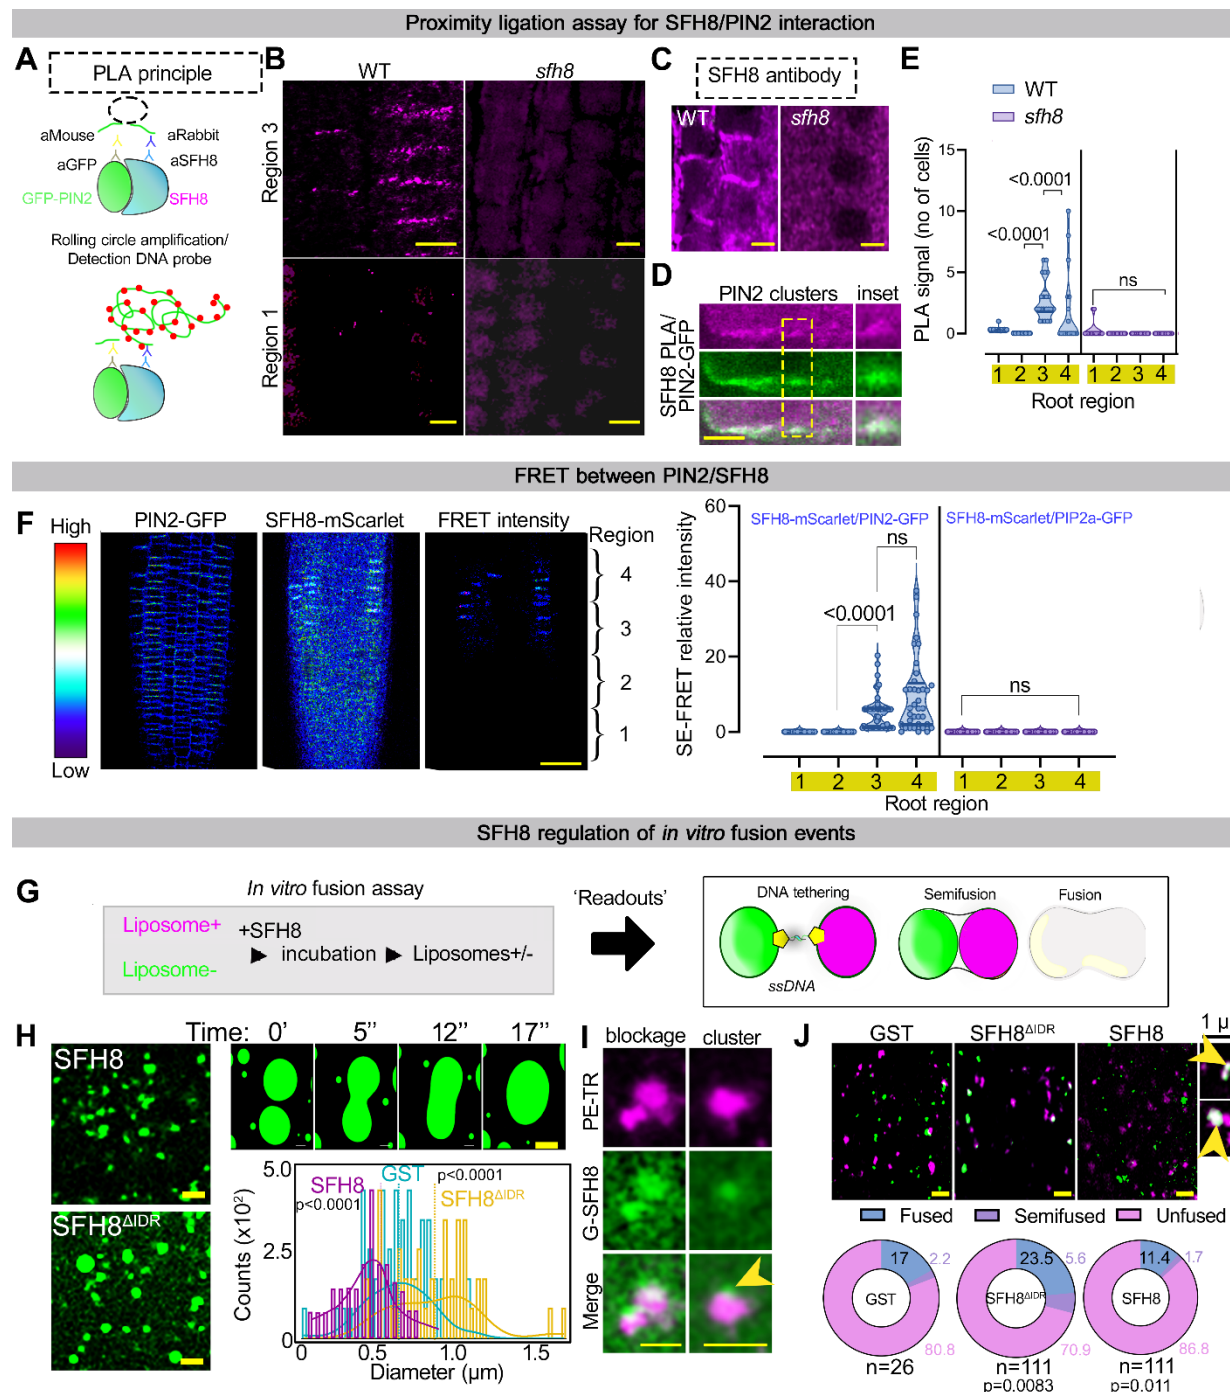 Proximity ligation assay for SFH8/PIN2 interaction
A
PLA principle
aMouse
aRabbit
aGFP
aSFH8
GFP-PIN2
SFH8
Rolling circle amplification/
Detection DNA probe
B
WT
sfh8
Region 3
Region 1
C
SFH8 antibody
WT
sfh8
D
PIN2 clusters
inset
SFH8 PLA/
PIN2-GFP
E
WT
sfh8
PLA signal (no of cells)
15
10
5
0
<0.0001
<0.0001
ns
1 2 3 4 1 2 3 4
Root region
FRET between PIN2/SFH8
F
High
Low
PIN2-GFP
SFH8-mScarlet
FRET intensity
Region
4
3
2
1
SE-FRET relative intensity
60
40
20
0
SFH8-mScarlet/PIN2-GFP
SFH8-mScarlet/PIP2a-GFP
ns
<0.0001
ns
1 2 3 4 1 2 3 4
Root region
SFH8 regulation of in vitro fusion events
G
In vitro fusion assay
Liposome+
Liposome-
+SFH8
incubation
Liposomes+/-
'Readouts'
DNA tethering
ssDNA
Semifusion
Fusion
H
SFH8
SFH8ΔIDR
Time: 0' 5'' 12'' 17''
Counts (x10²)
5.0
2.5
0
SFH8
p<0.0001
GST
p<0.0001
SFH8ΔIDR
0 0.5 1.0 1.5
Diameter (µm)
I
blockage
cluster
PE-TR
G-SFH8
Merge
J
GST
SFH8ΔIDR
SFH8
1 µ
Fused
Semifused
Unfused
17
2.2
GST
80.8
n=26
23.5
5.6
SFH8ΔIDR
70.9
n=111
p=0.0083
11.4
1.7
SFH8
86.8
n=111
p=0.011